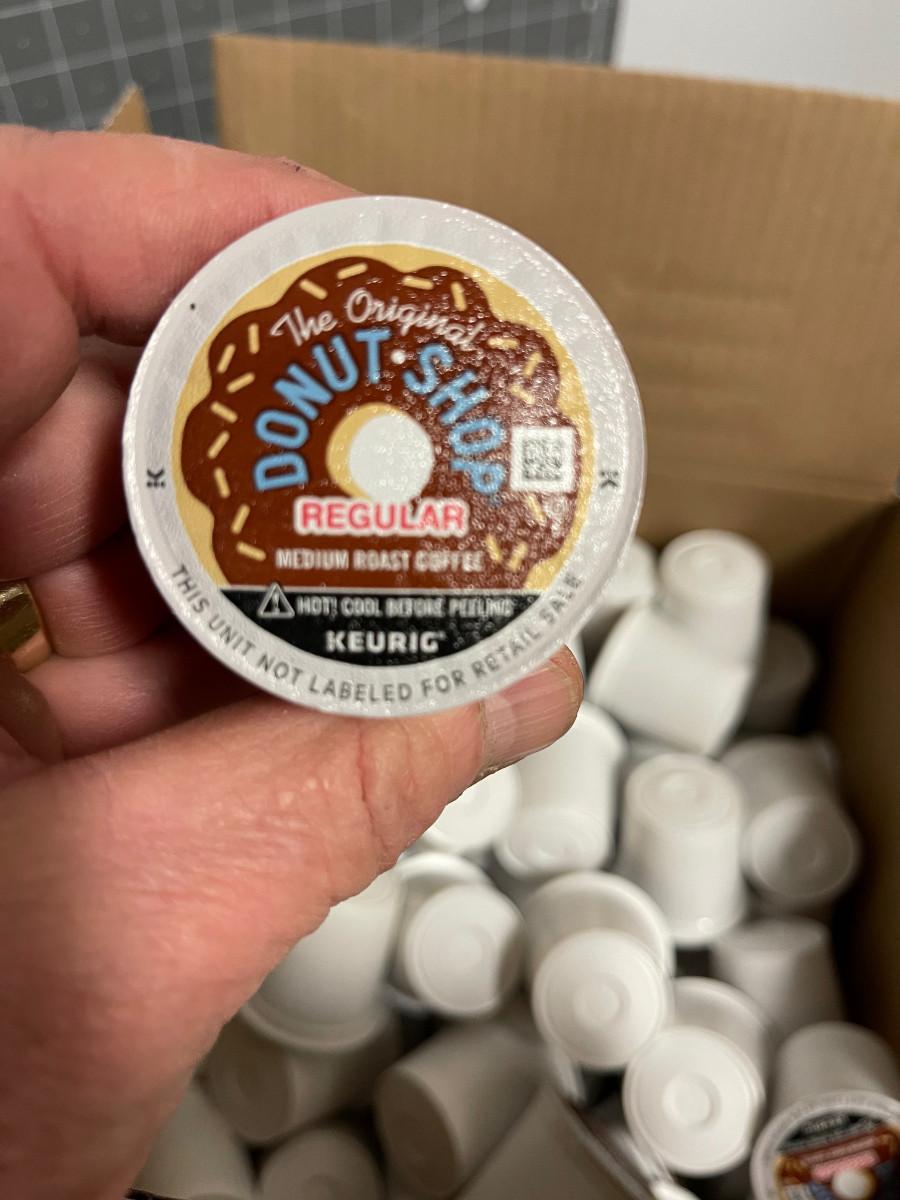 The Original
DONUT SHOP
REGULAR
MEDIUM ROAST COFFEE
HOT! COOL BEFORE PEELING
KEURIG
K
K
THIS UNIT NOT LABELED FOR RETAIL SALE